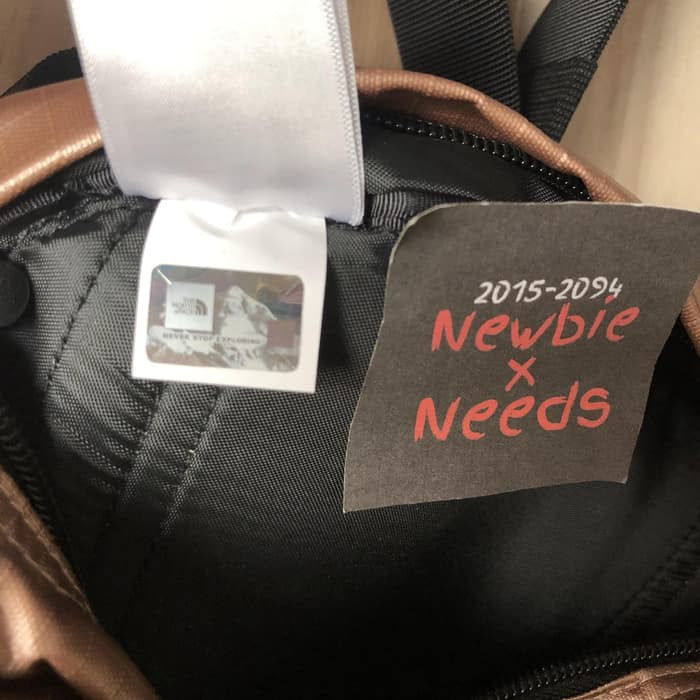 THE
NORTH
FACE
NEVER STOP EXPLORING
2015-2094
Newbie
x
Needs